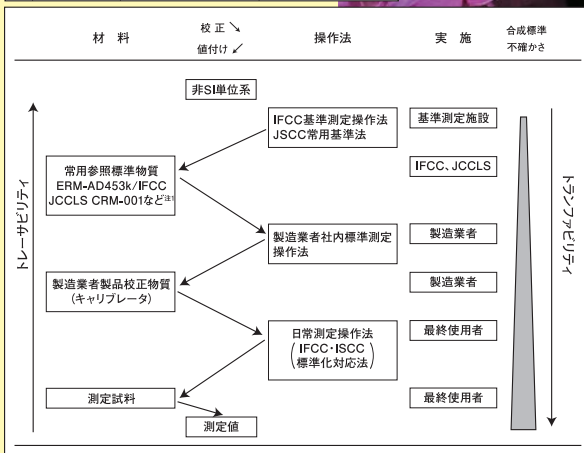 材 料
校 正 ↘
値付け ↙
操作法
実 施
合成標準
不確かさ
非SI単位系
IFCC基準測定操作法
JSCC常用基準法
基準測定施設
常用参照標準物質
ERM-AD453k/IFCC
JCCLS CRM-001など注1
IFCC、JCCLS
製造業者社内標準測定
操作法
製造業者
製造業者製品校正物質
(キャリブレータ)
製造業者
日常測定操作法
(IFCC・ISCC
標準化対応法)
最終使用者
測定試料
最終使用者
測定値
トレーサビリティ
トランファビリティ